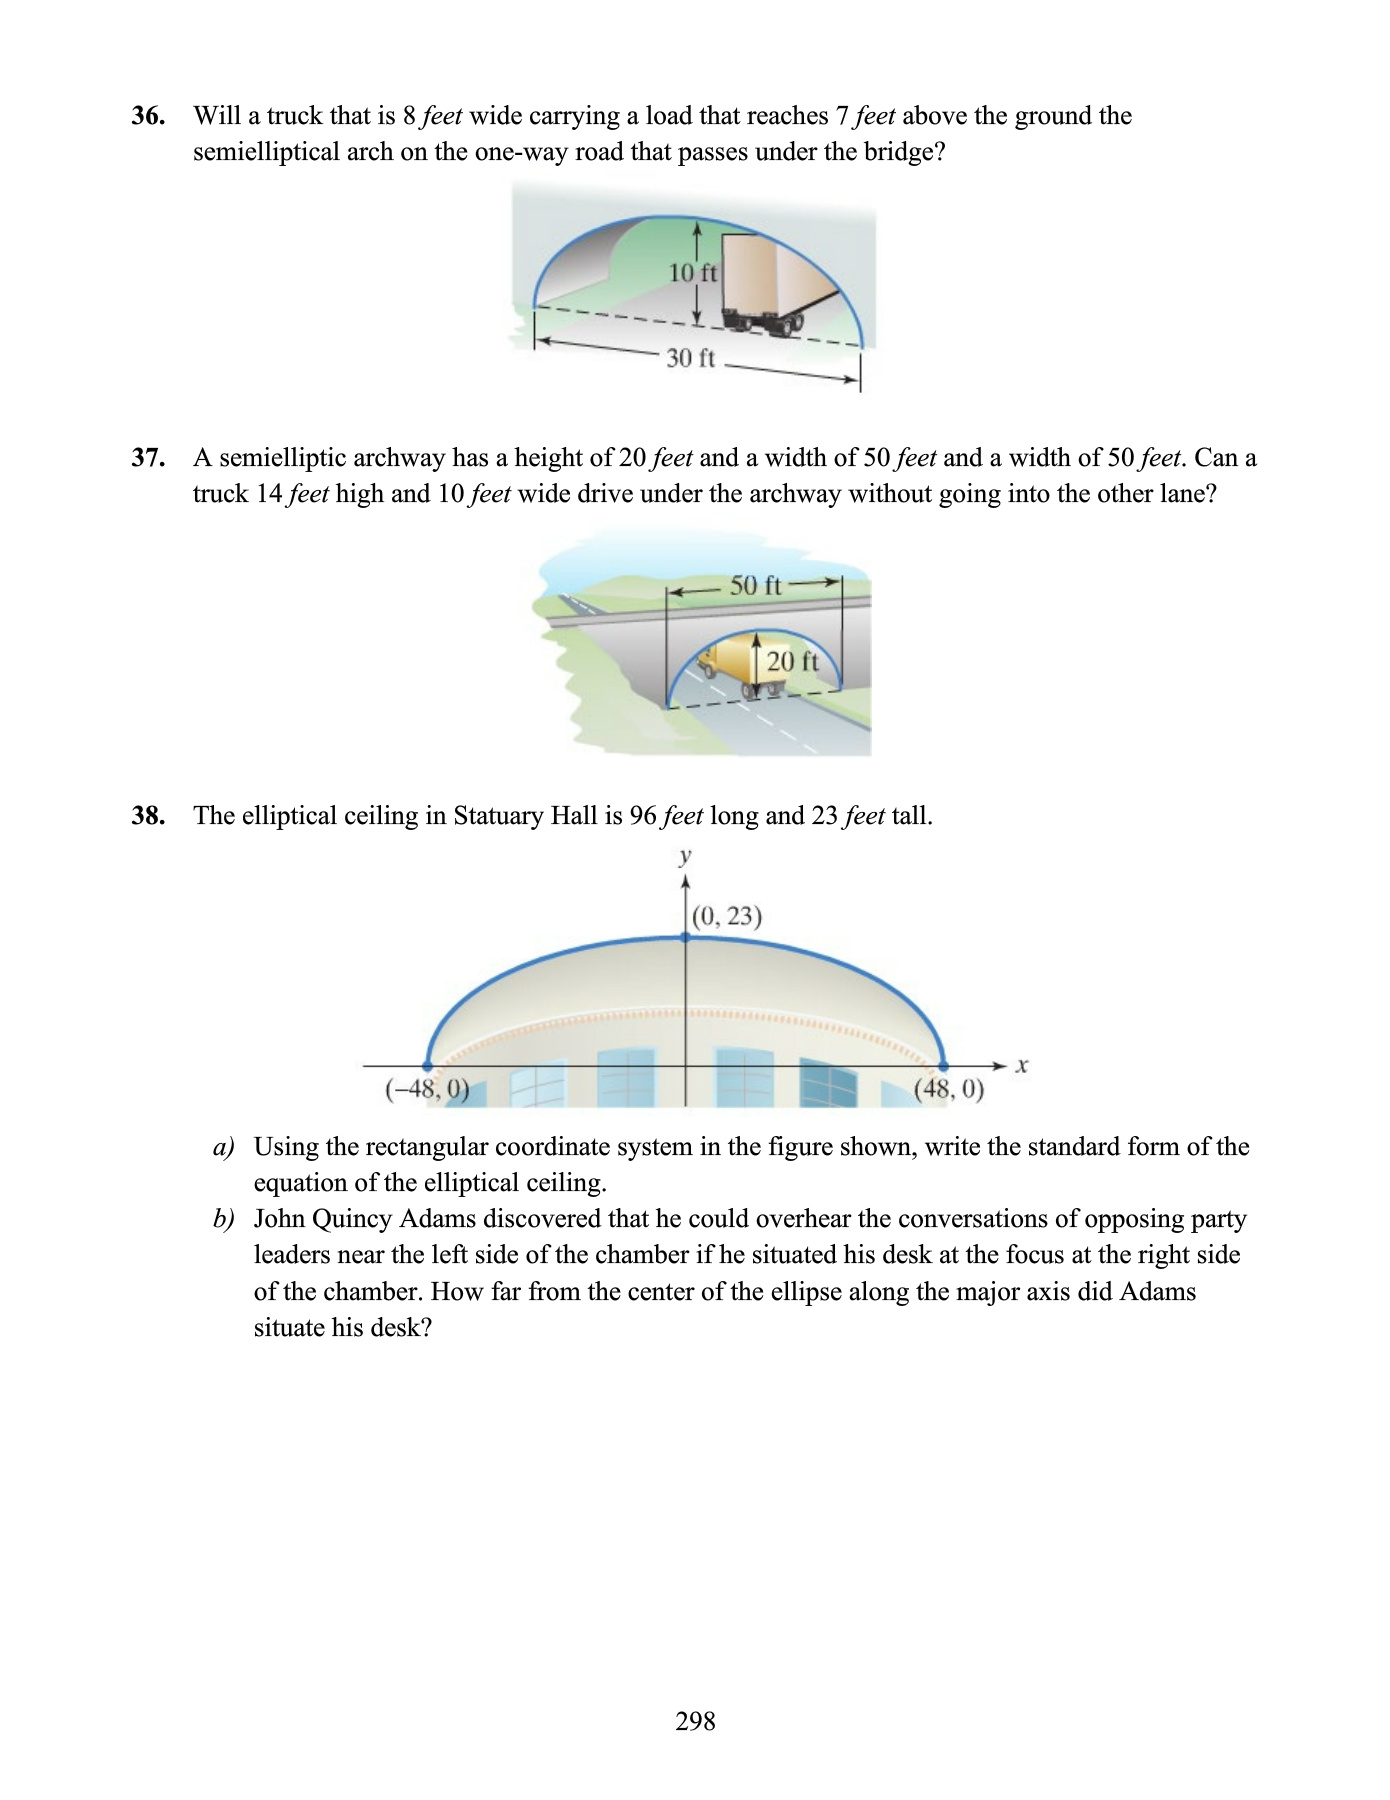 36. Will a truck that is 8 feet wide carrying a load that reaches 7 feet above the ground the
semielliptical arch on the one-way road that passes under the bridge?
10 ft
30 ft
37. A semielliptic archway has a height of 20 feet and a width of 50 feet and a width of 50 feet. Can a
truck 14 feet high and 10 feet wide drive under the archway without going into the other lane?
50 ft
20 ft
38. The elliptical ceiling in Statuary Hall is 96 feet long and 23 feet tall.
y
(0, 23)
x
(–48, 0)
(48, 0)
a) Using the rectangular coordinate system in the figure shown, write the standard form of the
equation of the elliptical ceiling.
b) John Quincy Adams discovered that he could overhear the conversations of opposing party
leaders near the left side of the chamber if he situated his desk at the focus at the right side
of the chamber. How far from the center of the ellipse along the major axis did Adams
situate his desk?
298